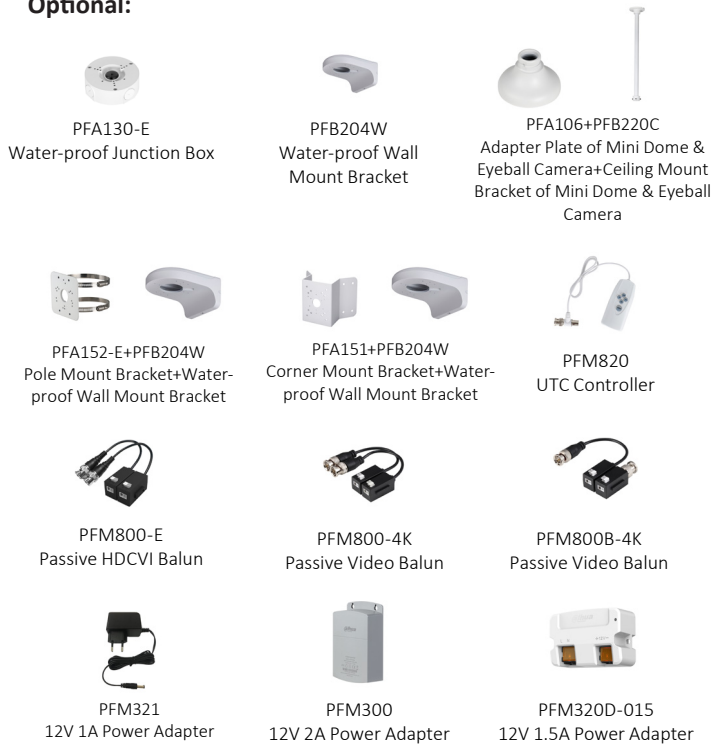 Optional:
PFA130-E
Water-proof Junction Box
PFB204W
Water-proof Wall
Mount Bracket
PFA106+PFB220C
Adapter Plate of Mini Dome &
Eyeball Camera+Ceiling Mount
Bracket of Mini Dome & Eyeball
Camera
PFA152-E+PFB204W
Pole Mount Bracket+Water-
proof Wall Mount Bracket
PFA151+PFB204W
Corner Mount Bracket+Water-
proof Wall Mount Bracket
PFM820
UTC Controller
PFM800-E
Passive HDCVI Balun
PFM800-4K
Passive Video Balun
PFM800B-4K
Passive Video Balun
PFM321
12V 1A Power Adapter
PFM300
12V 2A Power Adapter
PFM320D-015
12V 1.5A Power Adapter